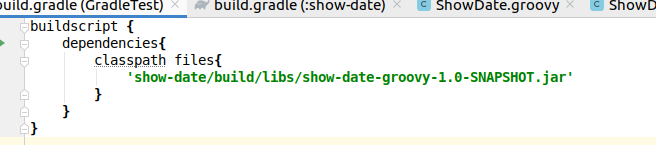 build.gradle (GradleTest) × build.gradle (:show-date) × ShowDate.groovy ×
buildscript {
dependencies{
classpath files{
'show-date/build/libs/show-date-groovy-1.0-SNAPSHOT.jar'
}
}
}